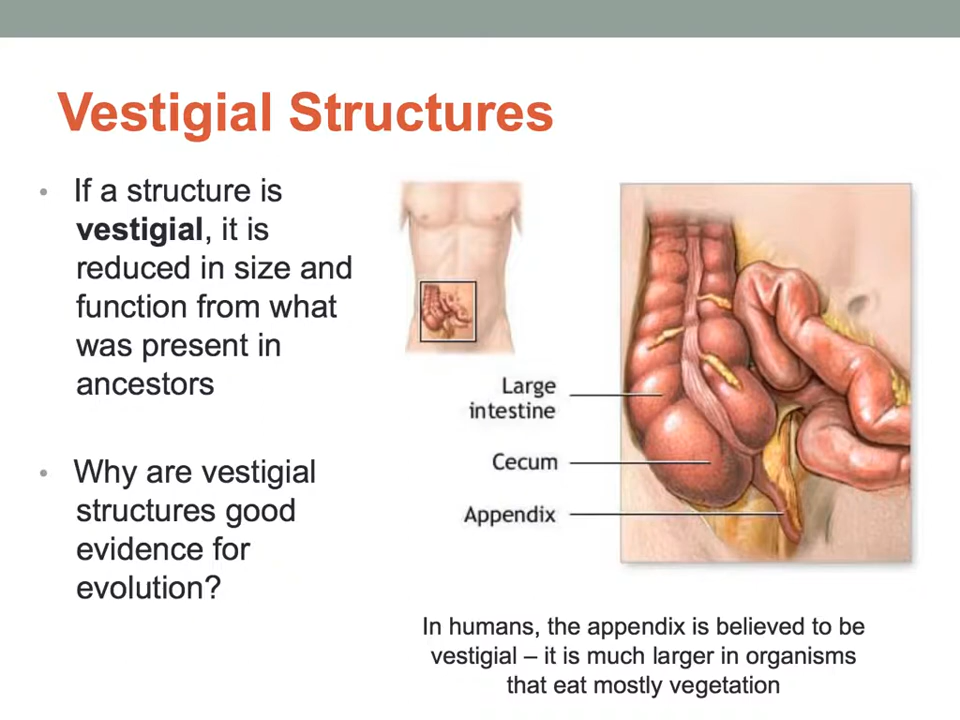 Vestigial Structures
• If a structure is
vestigial, it is
reduced in size and
function from what
was present in
ancestors
• Why are vestigial
structures good
evidence for
evolution?
Large
intestine
Cecum
Appendix
In humans, the appendix is believed to be
vestigial – it is much larger in organisms
that eat mostly vegetation